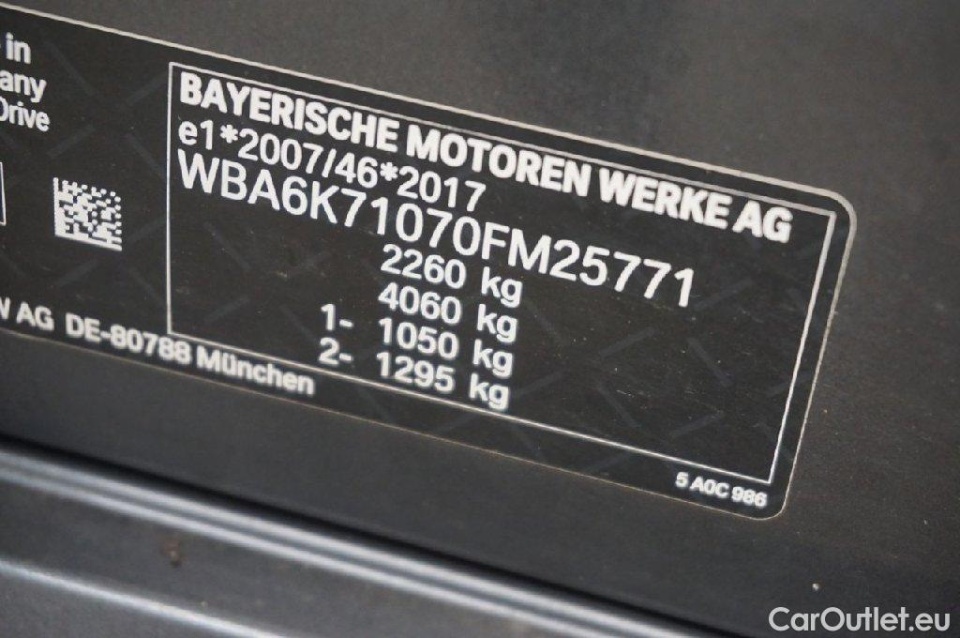 in
any
Drive
BAYERISCHE MOTOREN WERKE AG
e1*2007/46*2017
WBA6K71070FM25771
2260 kg
4060 kg
1- 1050 kg
2- 1295 kg
W AG DE-80788 München
5 A0C 986
CarOutlet.eu